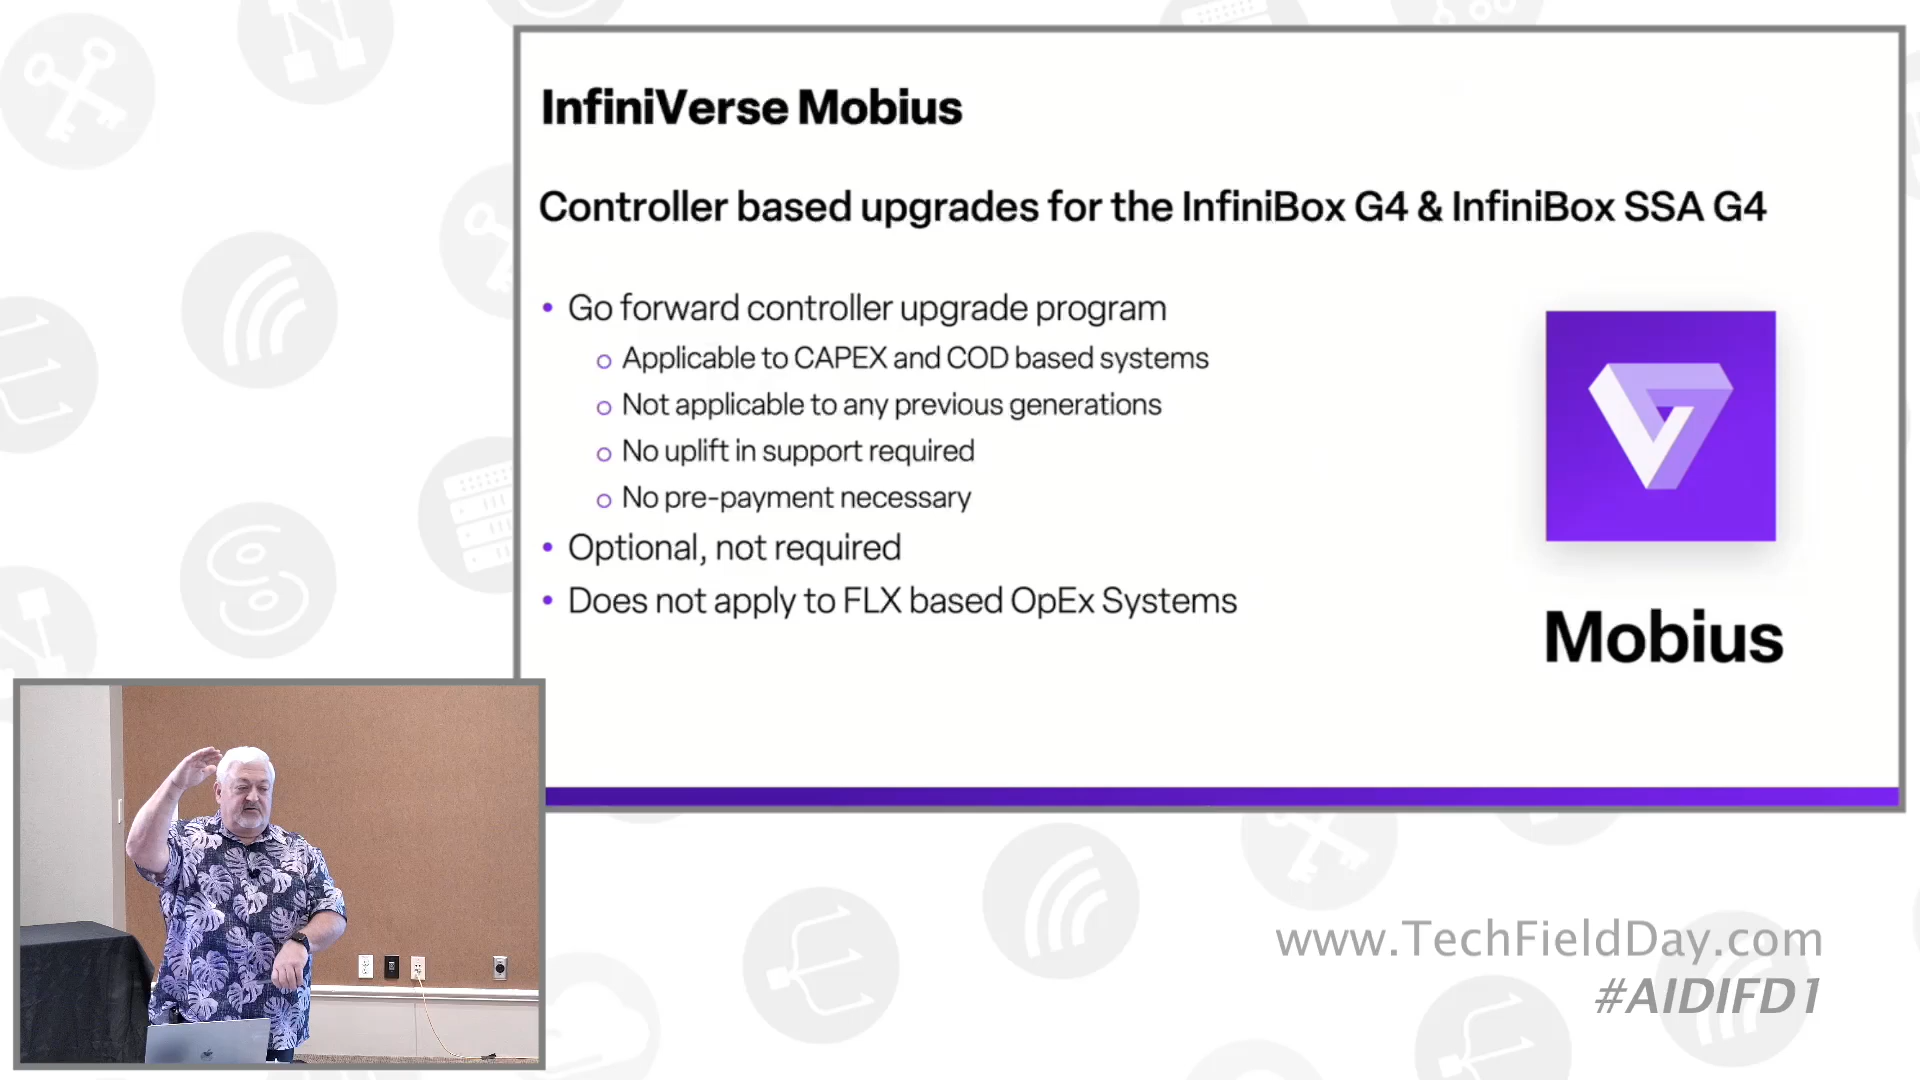 InfiniVerse Mobius
Controller based upgrades for the InfiniBox G4 & InfiniBox SSA G4
• Go forward controller upgrade program
○ Applicable to CAPEX and COD based systems
○ Not applicable to any previous generations
○ No uplift in support required
○ No pre-payment necessary
• Optional, not required
• Does not apply to FLX based OpEx Systems
Mobius
www.TechFieldDay.com
#AIDIFD1